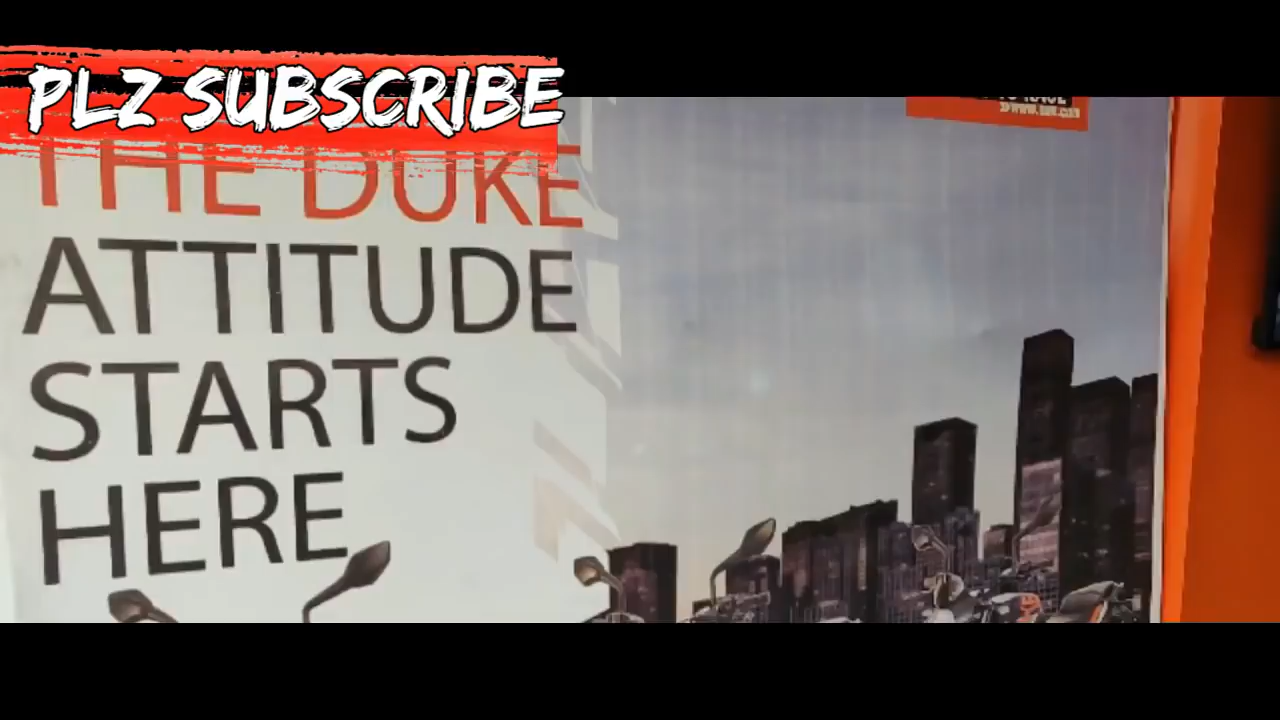 PLZ SUBSCRIBE
THE DUKE
ATTITUDE
STARTS
HERE